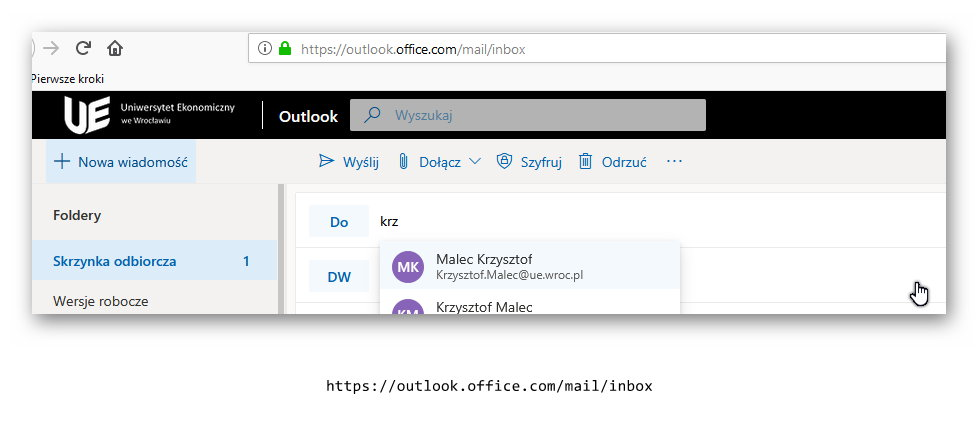 https://outlook.office.com/mail/inbox
Pierwsze kroki
UE Uniwersytet Ekonomiczny
we Wrocławiu
Outlook
Wyszukaj
Nowa wiadomość
Wyślij Dołącz Szyfruj Odrzuć ...
Foldery
Do krz
Skrzynka odbiorcza 1
MK Malec Krzysztof
Krzysztof.Malec@ue.wroc.pl
DW
Wersje robocze
KM Krzysztof Malec
https://outlook.office.com/mail/inbox